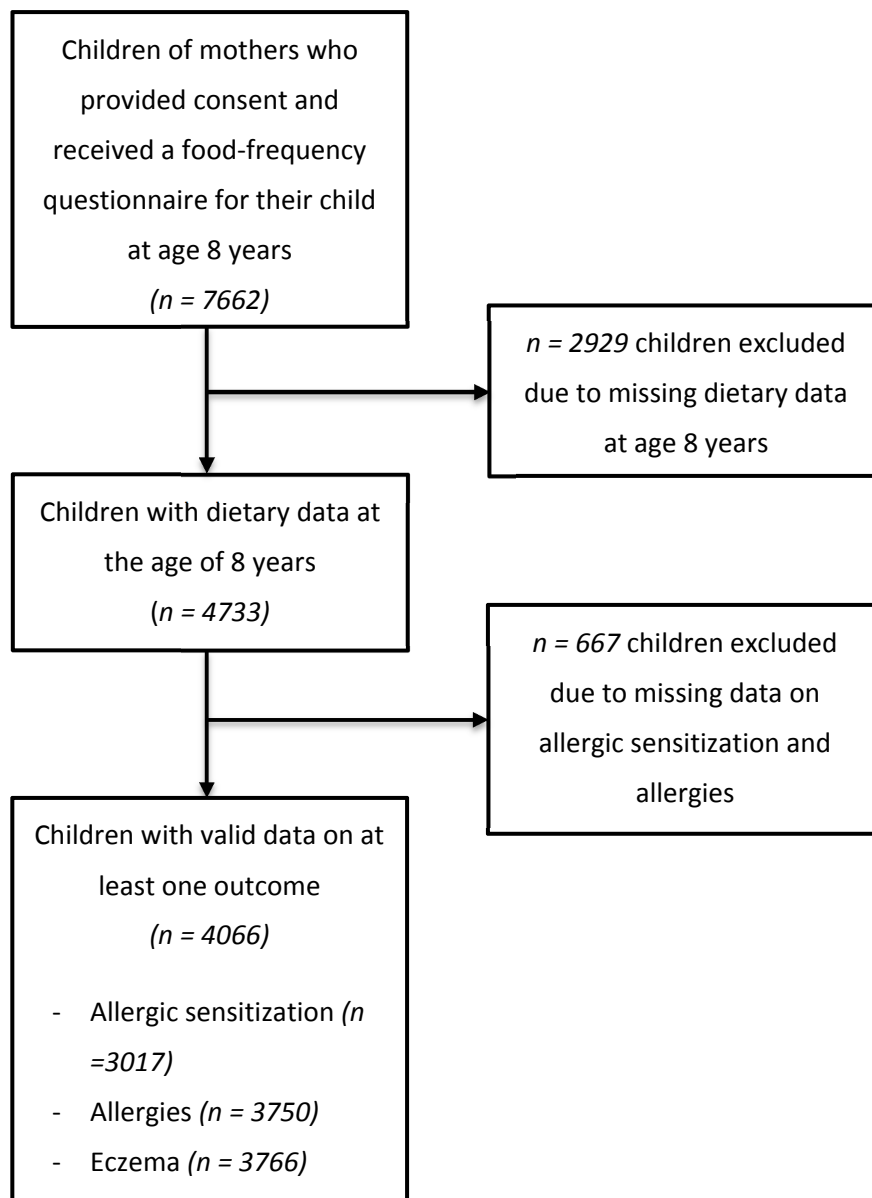 Children of mothers who
provided consent and
received a food-frequency
questionnaire for their child
at age 8 years
(n = 7662)
n = 2929 children excluded
due to missing dietary data
at age 8 years
Children with dietary data at
the age of 8 years
(n = 4733)
n = 667 children excluded
due to missing data on
allergic sensitization and
allergies
Children with valid data on at
least one outcome
(n = 4066)
- Allergic sensitization (n
=3017)
- Allergies (n = 3750)
- Eczema (n = 3766)